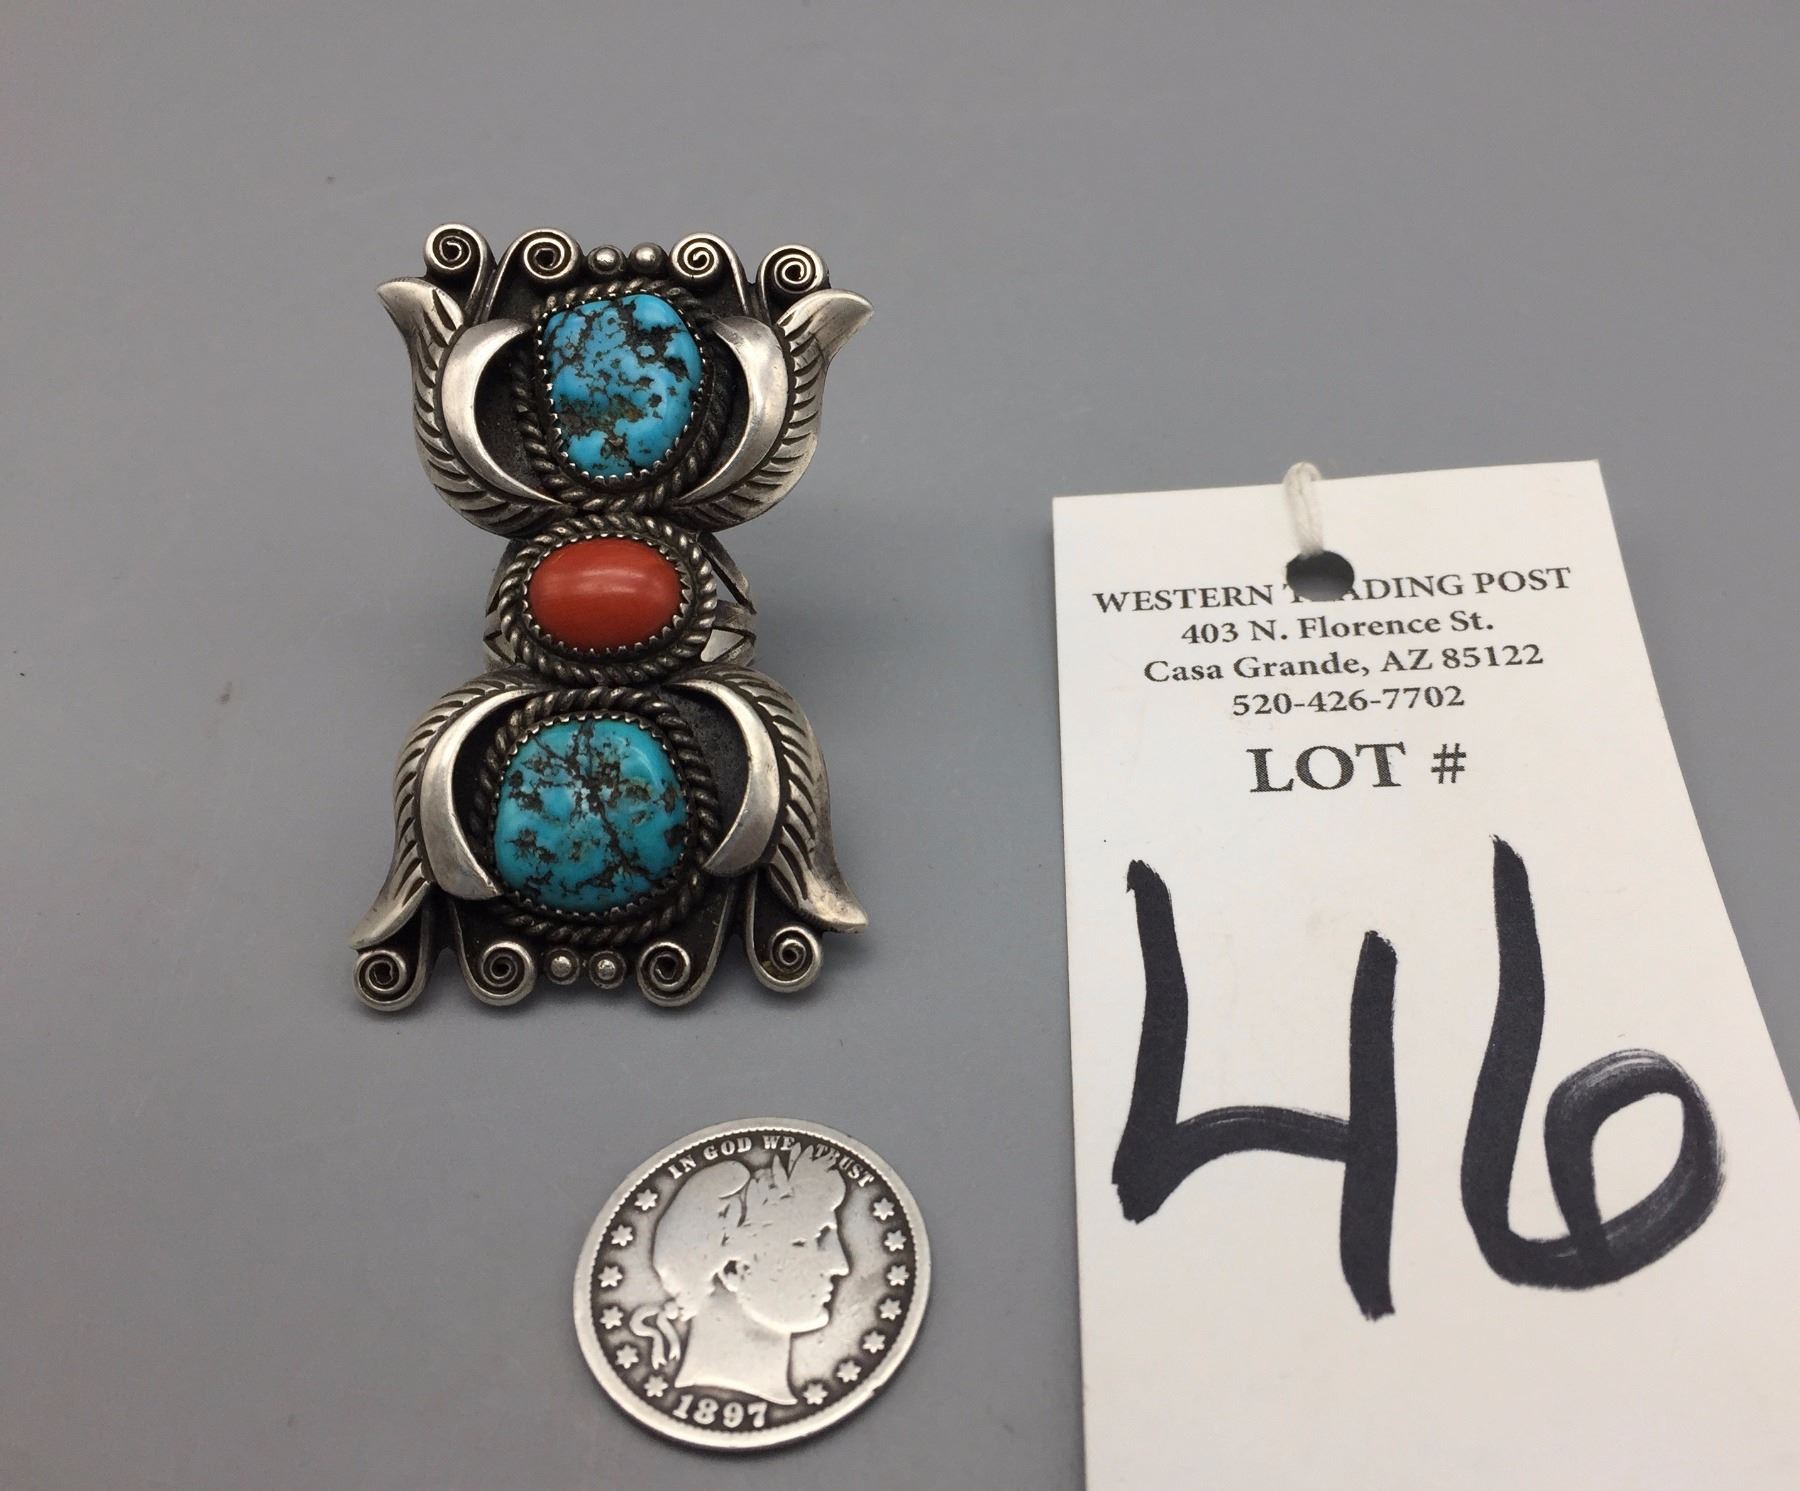 WESTERN TRADING POST
403 N. Florence St.
Casa Grande, AZ 85122
520-426-7702
LOT #
46
IN GOD WE TRUST
1897